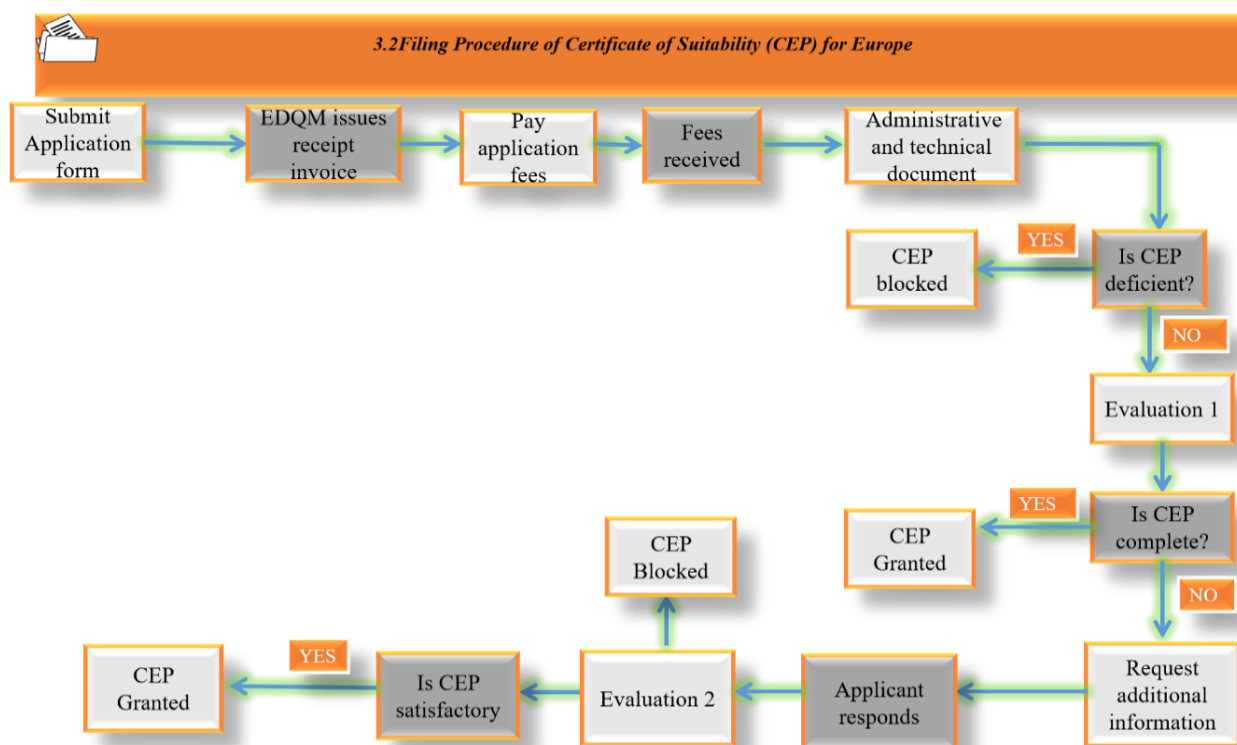 3.2Filing Procedure of Certificate of Suitability (CEP) for Europe
Submit
Application
form
EDQM issues
receipt
invoice
Pay
application
fees
Fees
received
Administrative
and technical
document
YES
CEP
blocked
Is CEP
deficient?
NO
Evaluation 1
YES
Is CEP
complete?
CEP
Granted
NO
CEP
Blocked
Request
additional
information
Applicant
responds
Evaluation 2
Is CEP
satisfactory
YES
CEP
Granted